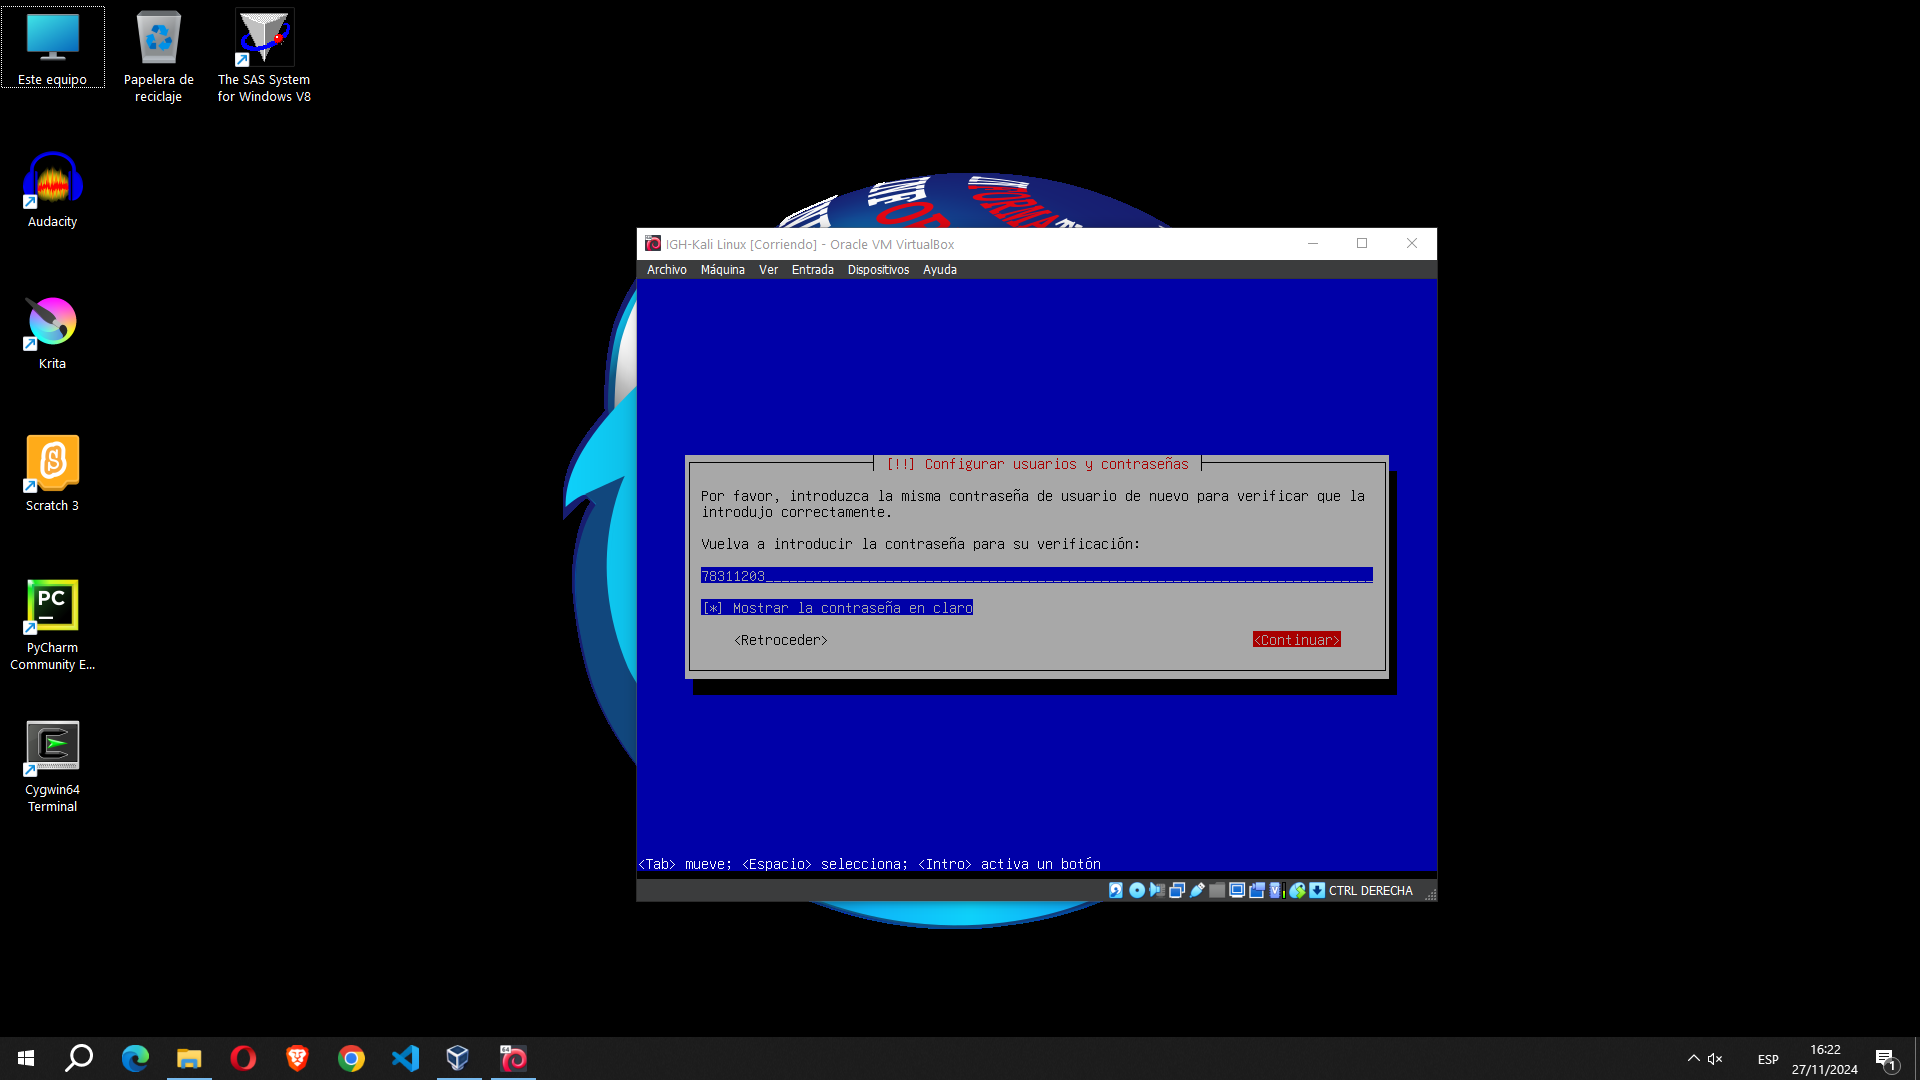 Este equipo
Papelera de
reciclaje
The SAS System
for Windows V8
Audacity
Krita
Scratch 3
PyCharm
Community E...
Cygwin64
Terminal
IGH-Kali Linux [Corriendo] - Oracle VM VirtualBox
Archivo Máquina Ver Entrada Dispositivos Ayuda
[!!] Configurar usuarios y contraseñas
Por favor, introduzca la misma contraseña de usuario de nuevo para verificar que la
introdujo correctamente.
Vuelva a introducir la contraseña para su verificación:
78311203
[*] Mostrar la contraseña en claro
<Retroceder> <Continuar>
<Tab> mueve; <Espacio> selecciona; <Intro> activa un botón
CTRL DERECHA
ESP
16:22
27/11/2024
1